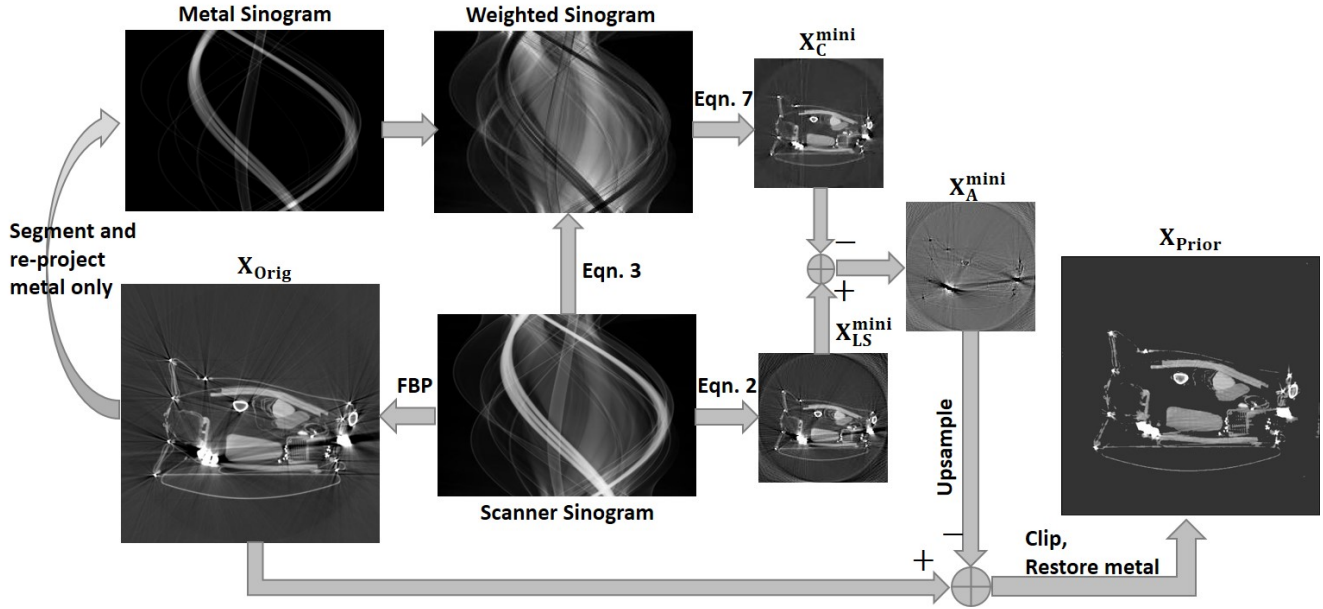 Metal Sinogram
Weighted Sinogram
X_C^mini
Eqn. 7
X_A^mini
Segment and
re-project
metal only
X_Orig
Eqn. 3
X_Prior
X_LS^mini
−
+
FBP
Eqn. 2
Scanner Sinogram
Upsample
−
+
Clip,
Restore metal